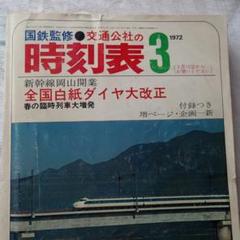 国鉄監修●交通公社の
時刻表
3
1972
新幹線岡山開業
全国白紙ダイヤ大改正
春の臨時列車大増発
付録つき
増ページ・企画一新